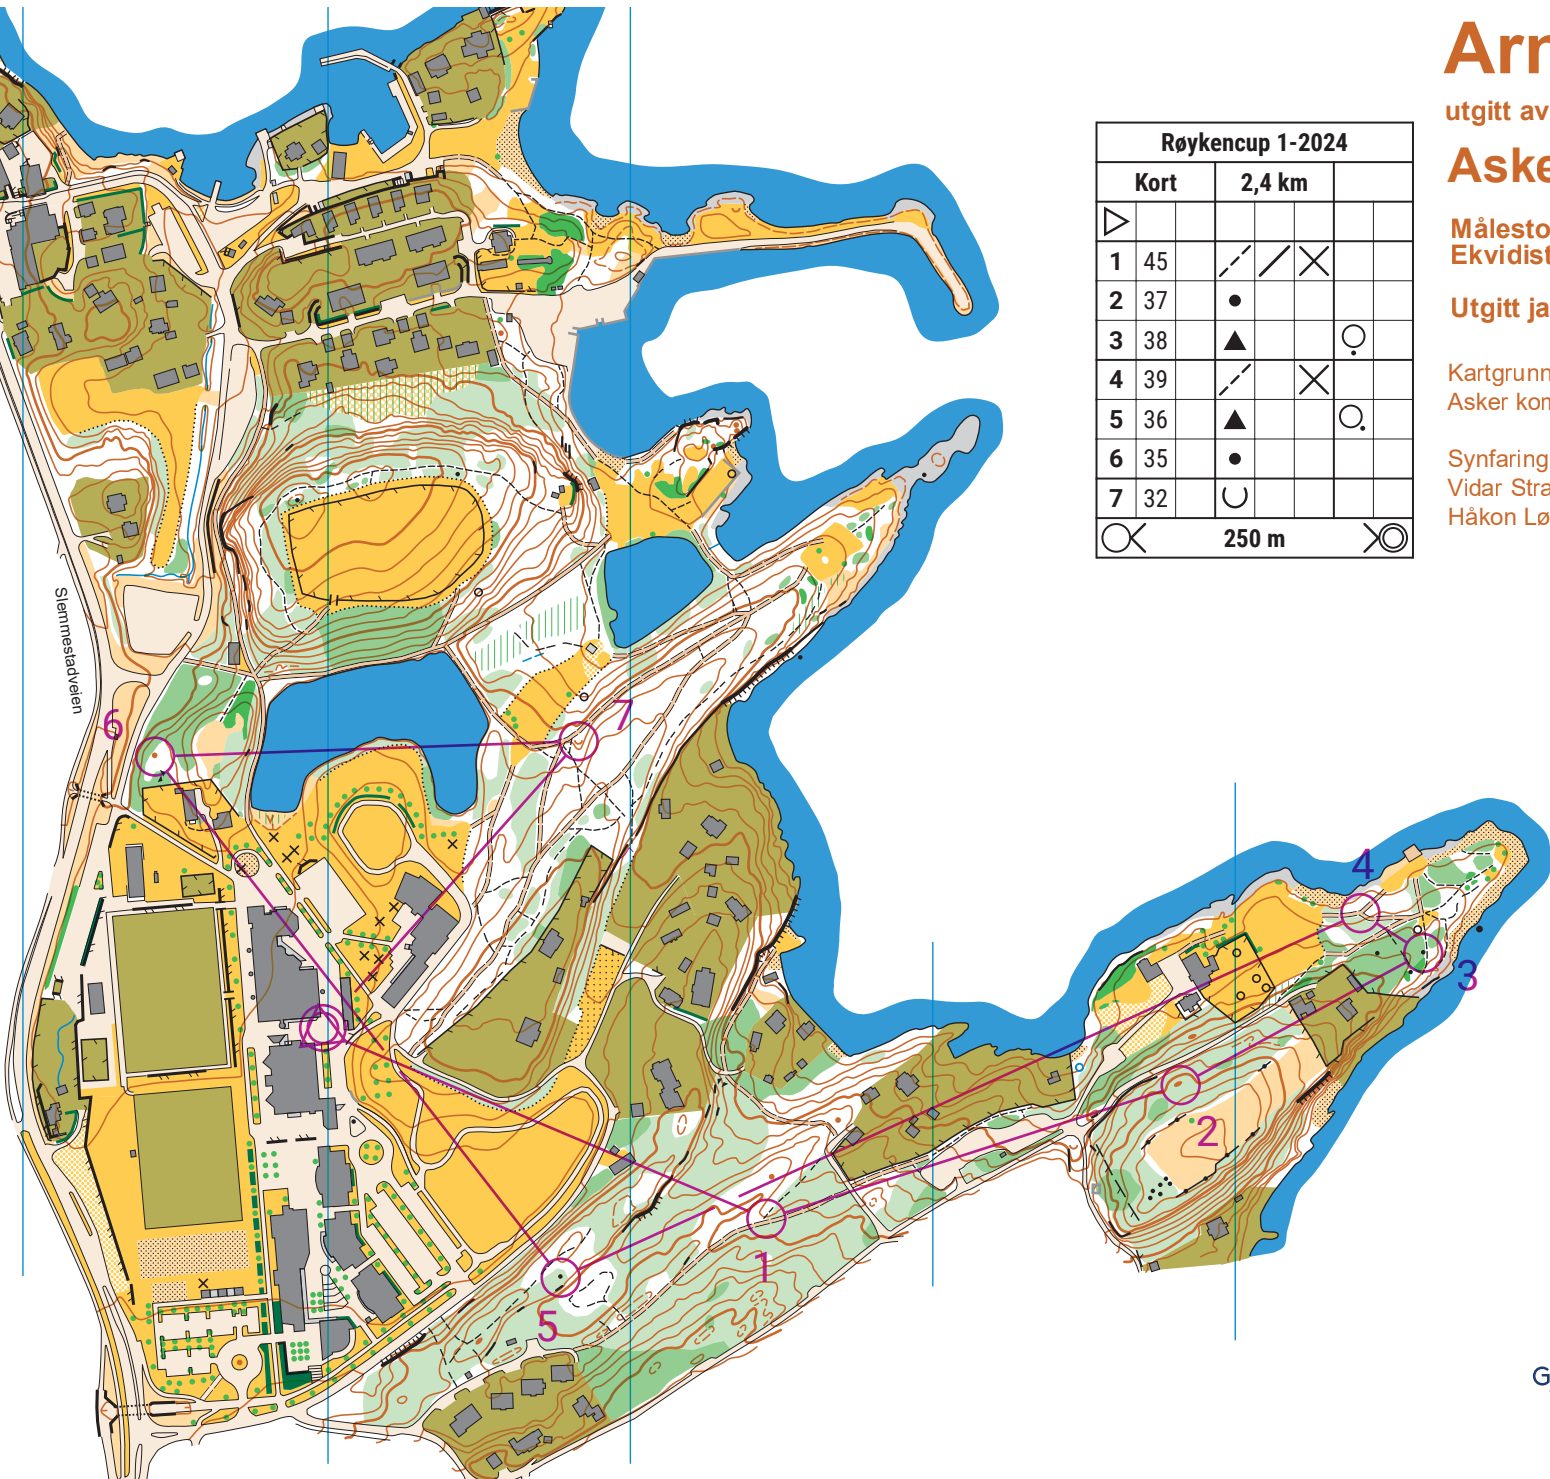 Arn
utgitt av
Aske
Målesto
Ekvidist
Utgitt ja
Kartgrunn
Asker kom
Synfaring
Vidar Stra
Håkon Lø
G
Røykencup 1-2024
Kort 2,4 km
1 45
2 37
3 38
4 39
5 36
6 35
7 32
250 m
Slemmestadveien
6
7
4
3
2
1
5